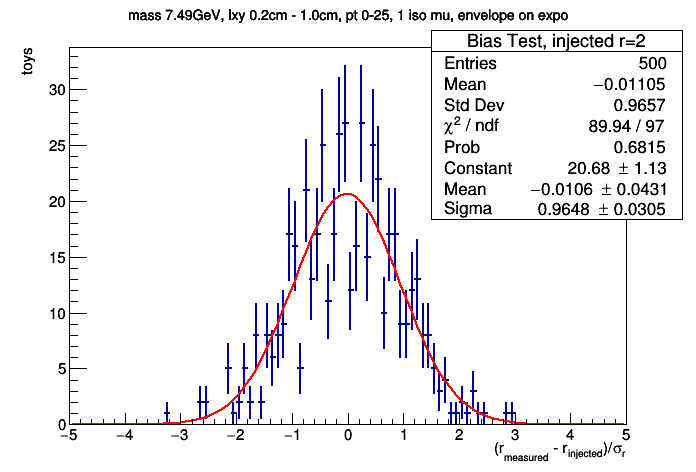 mass 7.49GeV, lxy 0.2cm - 1.0cm, pt 0-25, 1 iso mu, envelope on expo
Bias Test, injected r=2
Entries 500
Mean −0.01105
Std Dev 0.9657
χ² / ndf 89.94 / 97
Prob 0.6815
Constant 20.68 ± 1.13
Mean −0.0106 ± 0.0431
Sigma 0.9648 ± 0.0305
toys
30
25
20
15
10
5
0
−5 −4 −3 −2 −1 0 1 2 3 4 5
(r_measured - r_injected)/σ_r